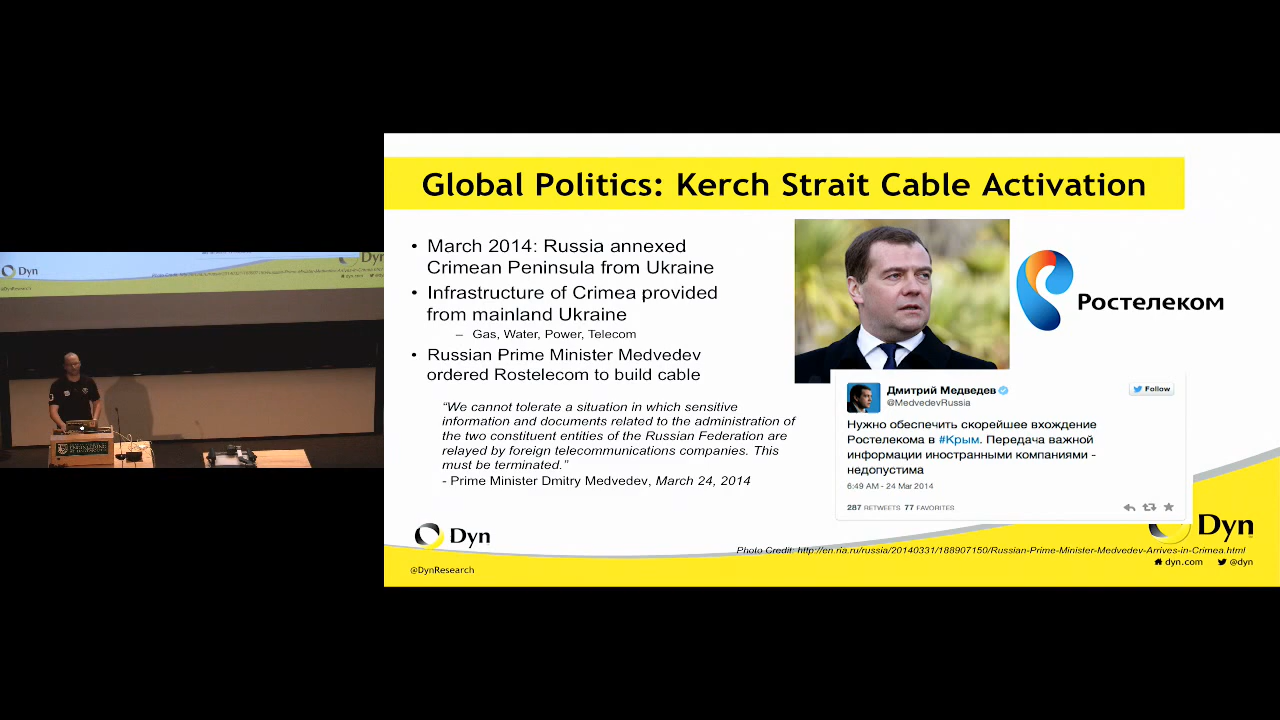 Global Politics: Kerch Strait Cable Activation
• March 2014: Russia annexed
Crimean Peninsula from Ukraine
• Infrastructure of Crimea provided
from mainland Ukraine
– Gas, Water, Power, Telecom
• Russian Prime Minister Medvedev
ordered Rostelecom to build cable
“We cannot tolerate a situation in which sensitive
information and documents related to the administration of
the two constituent entities of the Russian Federation are
relayed by foreign telecommunications companies. This
must be terminated.”
- Prime Minister Dmitry Medvedev, March 24, 2014
Ростелеком
Дмитрий Медведев
@MedvedevRussia
Follow
Нужно обеспечить скорейшее вхождение
Ростелекома в #Крым. Передача важной
информации иностранными компаниями -
недопустима
6:49 AM - 24 Mar 2014
287 RETWEETS 77 FAVORITES
Dyn
Dyn
Photo Credit: http://en.ria.ru/russia/20140331/188907150/Russian-Prime-Minister-Medvedev-Arrives-in-Crimea.html
@DynResearch
dyn.com @dyn
Dyn